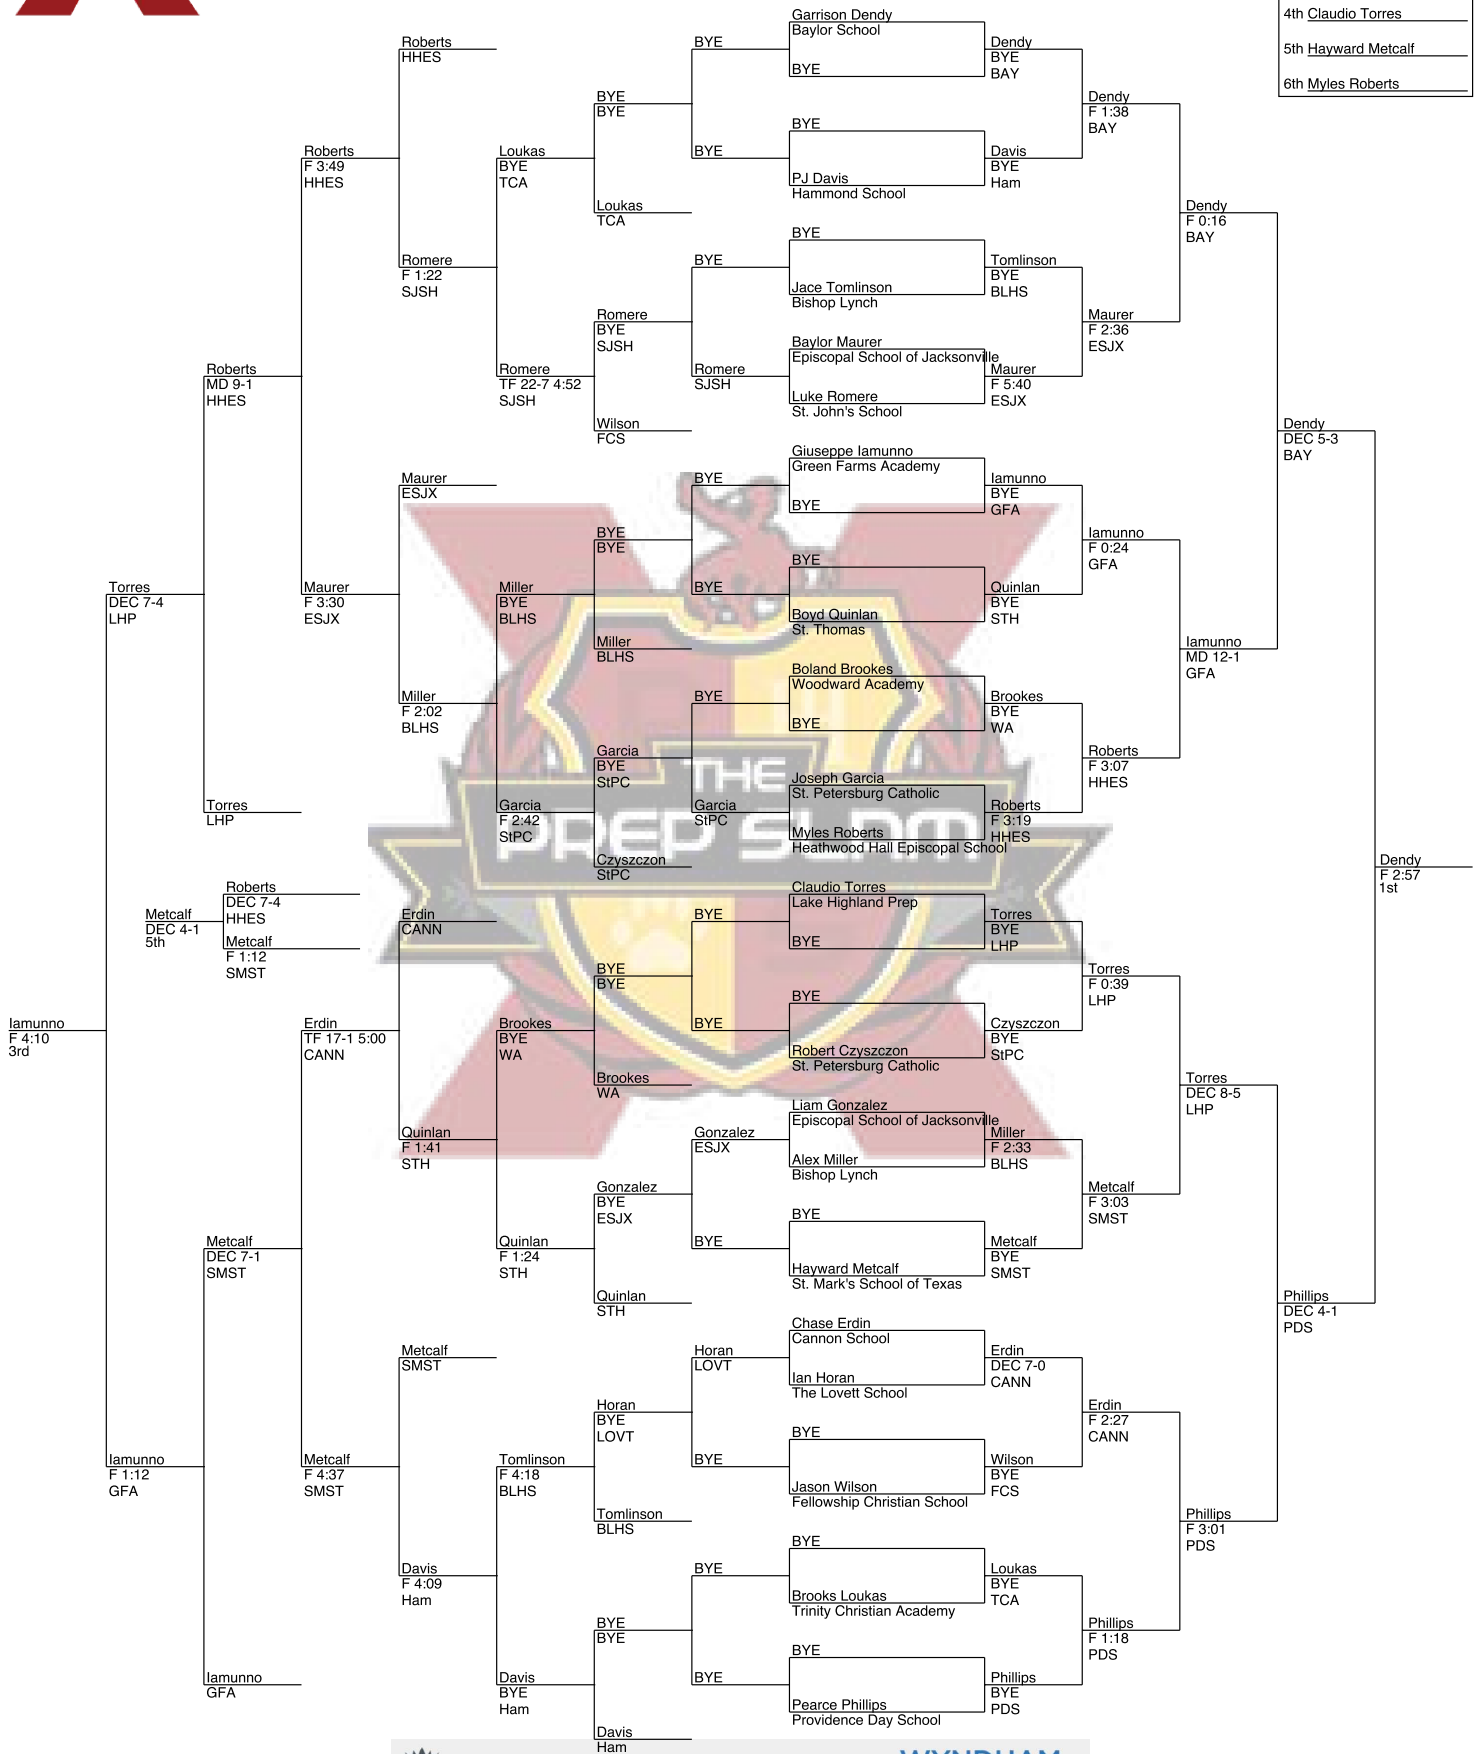 4th Claudio Torres
5th Hayward Metcalf
6th Myles Roberts
Garrison Dendy
Baylor School
BYE
BYE
PJ Davis
Hammond School
BYE
Jace Tomlinson
Bishop Lynch
Baylor Maurer
Episcopal School of Jacksonville
Luke Romere
St. John's School
Giuseppe Iamunno
Green Farms Academy
BYE
BYE
Boyd Quinlan
St. Thomas
Boland Brookes
Woodward Academy
BYE
Joseph Garcia
St. Petersburg Catholic
Myles Roberts
Heathwood Hall Episcopal School
Claudio Torres
Lake Highland Prep
BYE
BYE
Robert Czyszczon
St. Petersburg Catholic
Liam Gonzalez
Episcopal School of Jacksonville
Alex Miller
Bishop Lynch
BYE
Hayward Metcalf
St. Mark's School of Texas
Chase Erdin
Cannon School
Ian Horan
The Lovett School
BYE
Jason Wilson
Fellowship Christian School
BYE
Brooks Loukas
Trinity Christian Academy
BYE
Pearce Phillips
Providence Day School
Dendy
BYE
BAY
Davis
BYE
Ham
Tomlinson
BYE
BLHS
Maurer
F 5:40
ESJX
Iamunno
BYE
GFA
Quinlan
BYE
STH
Brookes
BYE
WA
Roberts
F 3:19
HHES
Torres
BYE
LHP
Czyszczon
BYE
StPC
Miller
F 2:33
BLHS
Metcalf
BYE
SMST
Erdin
DEC 7-0
CANN
Wilson
BYE
FCS
Loukas
BYE
TCA
Phillips
BYE
PDS
Dendy
F 1:38
BAY
Maurer
F 2:36
ESJX
Iamunno
F 0:24
GFA
Roberts
F 3:07
HHES
Torres
F 0:39
LHP
Metcalf
F 3:03
SMST
Erdin
F 2:27
CANN
Phillips
F 1:18
PDS
Dendy
F 0:16
BAY
Iamunno
MD 12-1
GFA
Torres
DEC 8-5
LHP
Phillips
F 3:01
PDS
Dendy
DEC 5-3
BAY
Phillips
DEC 4-1
PDS
Dendy
F 2:57
1st
BYE
BYE
BYE
Romere
SJSH
BYE
BYE
BYE
Garcia
StPC
BYE
BYE
Gonzalez
ESJX
BYE
Horan
LOVT
BYE
BYE
BYE
BYE
BYE
Loukas
TCA
Romere
BYE
SJSH
Wilson
FCS
BYE
BYE
Miller
BLHS
Garcia
BYE
StPC
Czyszczon
StPC
BYE
BYE
Brookes
WA
Gonzalez
BYE
ESJX
Quinlan
STH
Horan
BYE
LOVT
Tomlinson
BLHS
BYE
BYE
Davis
Ham
Loukas
BYE
TCA
Romere
TF 22-7 4:52
SJSH
Miller
BYE
BLHS
Garcia
F 2:42
StPC
Brookes
BYE
WA
Quinlan
F 1:24
STH
Tomlinson
F 4:18
BLHS
Davis
BYE
Ham
Roberts
HHES
Romere
F 1:22
SJSH
Maurer
ESJX
Miller
F 2:02
BLHS
Erdin
CANN
Quinlan
F 1:41
STH
Metcalf
SMST
Davis
F 4:09
Ham
Roberts
F 3:49
HHES
Maurer
F 3:30
ESJX
Erdin
TF 17-1 5:00
CANN
Metcalf
F 4:37
SMST
Roberts
MD 9-1
HHES
Torres
LHP
Metcalf
DEC 7-1
SMST
Iamunno
GFA
Torres
DEC 7-4
LHP
Iamunno
F 1:12
GFA
Iamunno
F 4:10
3rd
Roberts
DEC 7-4
HHES
Metcalf
F 1:12
SMST
Metcalf
DEC 4-1
5th
THE
PREP SLAM
WYNDHAM